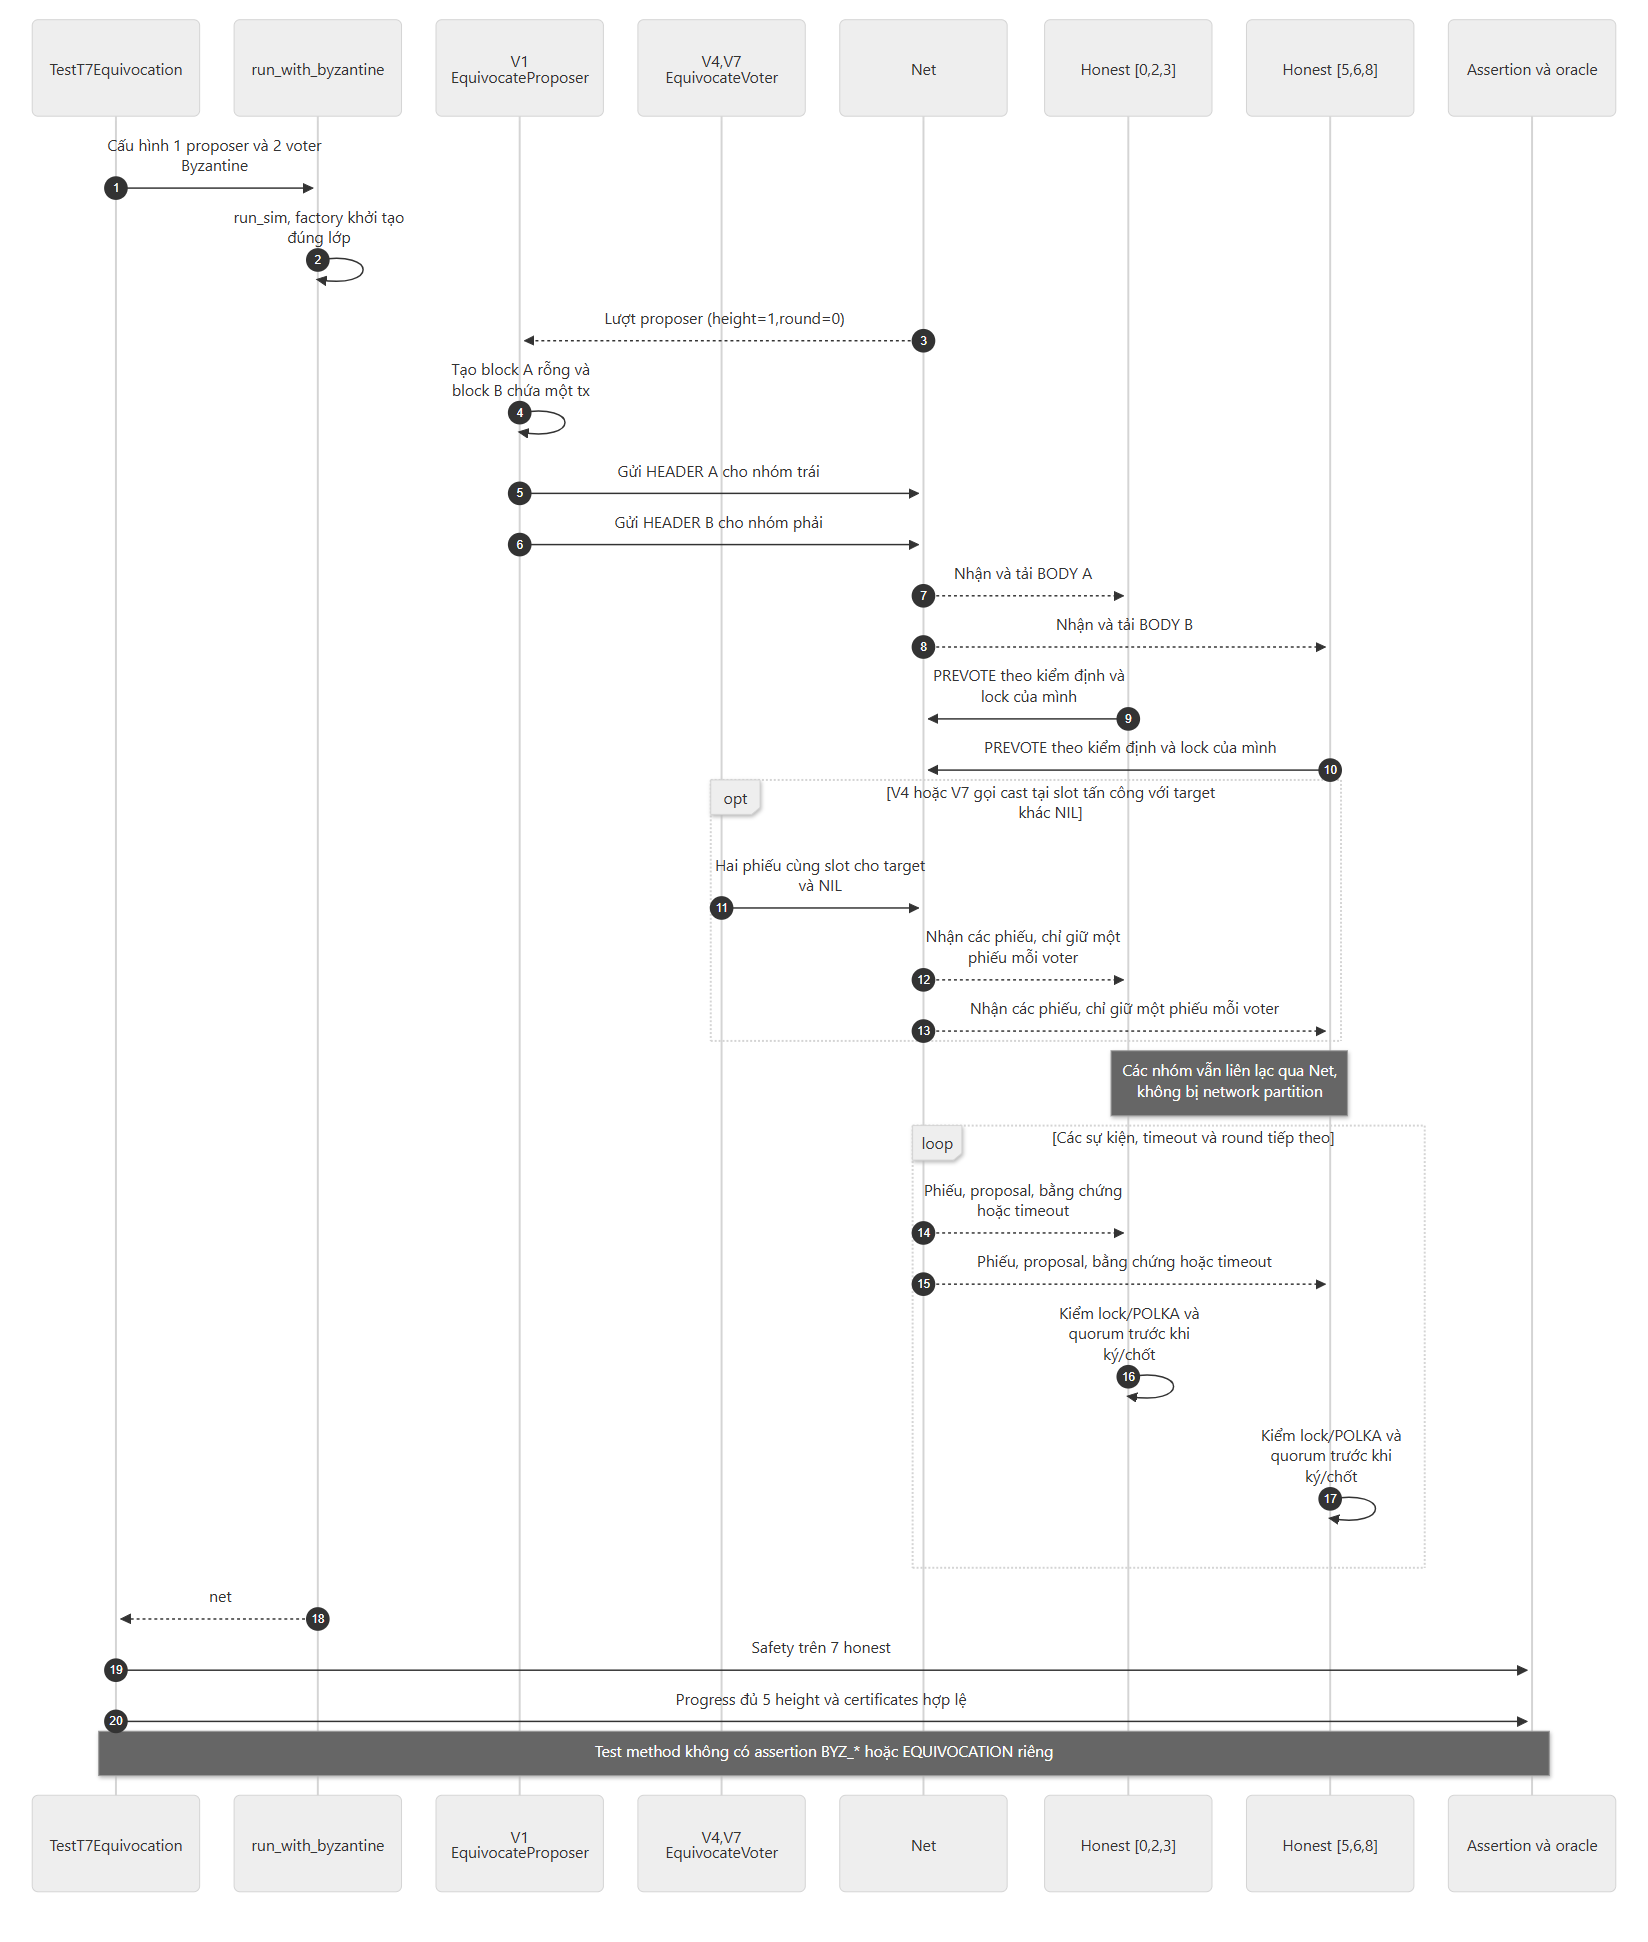 TestT7Equivocation
run_with_byzantine
V1
EquivocateProposer
V4,V7
EquivocateVoter
Net
Honest [0,2,3]
Honest [5,6,8]
Assertion và oracle
Cấu hình 1 proposer và 2 voter
Byzantine
1
run_sim, factory khởi tạo
đúng lớp
2
Lượt proposer (height=1,round=0)
3
Tạo block A rỗng và
block B chứa một tx
4
Gửi HEADER A cho nhóm trái
5
Gửi HEADER B cho nhóm phải
6
Nhận và tải BODY A
7
Nhận và tải BODY B
8
PREVOTE theo kiểm định và
lock của mình
9
PREVOTE theo kiểm định và lock của mình
10
opt
[V4 hoặc V7 gọi cast tại slot tấn công với target
khác NIL]
Hai phiếu cùng slot cho target
và NIL
11
Nhận các phiếu, chỉ giữ một
phiếu mỗi voter
12
Nhận các phiếu, chỉ giữ một phiếu mỗi voter
13
Các nhóm vẫn liên lạc qua Net,
không bị network partition
loop
[Các sự kiện, timeout và round tiếp theo]
Phiếu, proposal, bằng chứng
hoặc timeout
14
Phiếu, proposal, bằng chứng hoặc timeout
15
Kiểm lock/POLKA và
quorum trước khi
ký/chốt
16
Kiểm lock/POLKA và
quorum trước khi
ký/chốt
17
net
18
Safety trên 7 honest
19
Progress đủ 5 height và certificates hợp lệ
20
Test method không có assertion BYZ_* hoặc EQUIVOCATION riêng
TestT7Equivocation
run_with_byzantine
V1
EquivocateProposer
V4,V7
EquivocateVoter
Net
Honest [0,2,3]
Honest [5,6,8]
Assertion và oracle